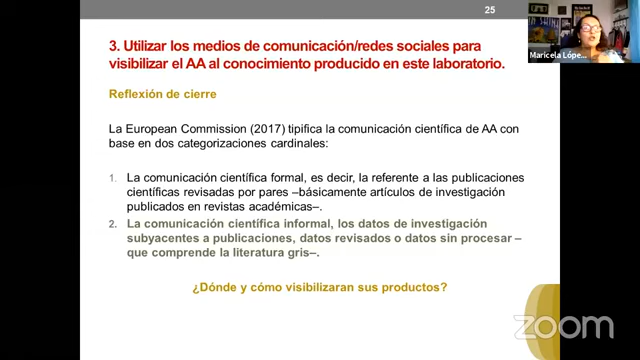 25
3. Utilizar los medios de comunicación/redes sociales para
visibilizar el AA al conocimiento producido en este laboratorio.
Reflexión de cierre
La European Commission (2017) tipifica la comunicación científica de AA con
base en dos categorizaciones cardinales:
1. La comunicación científica formal, es decir, la referente a las publicaciones
científicas revisadas por pares –básicamente artículos de investigación
publicados en revistas académicas–.
2. La comunicación científica informal, los datos de investigación
subyacentes a publicaciones, datos revisados o datos sin procesar –
que comprende la literatura gris–.
¿Dónde y cómo visibilizaran sus productos?
Maricela Lópe...
zoom